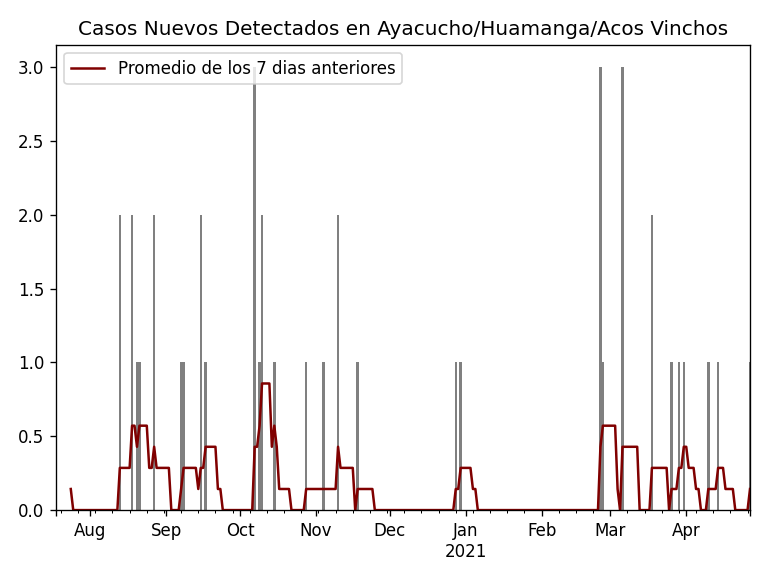 Casos Nuevos Detectados en Ayacucho/Huamanga/Acos Vinchos
Promedio de los 7 dias anteriores
3.0
2.5
2.0
1.5
1.0
0.5
0.0
Aug Sep Oct Nov Dec Jan Feb Mar Apr
2021